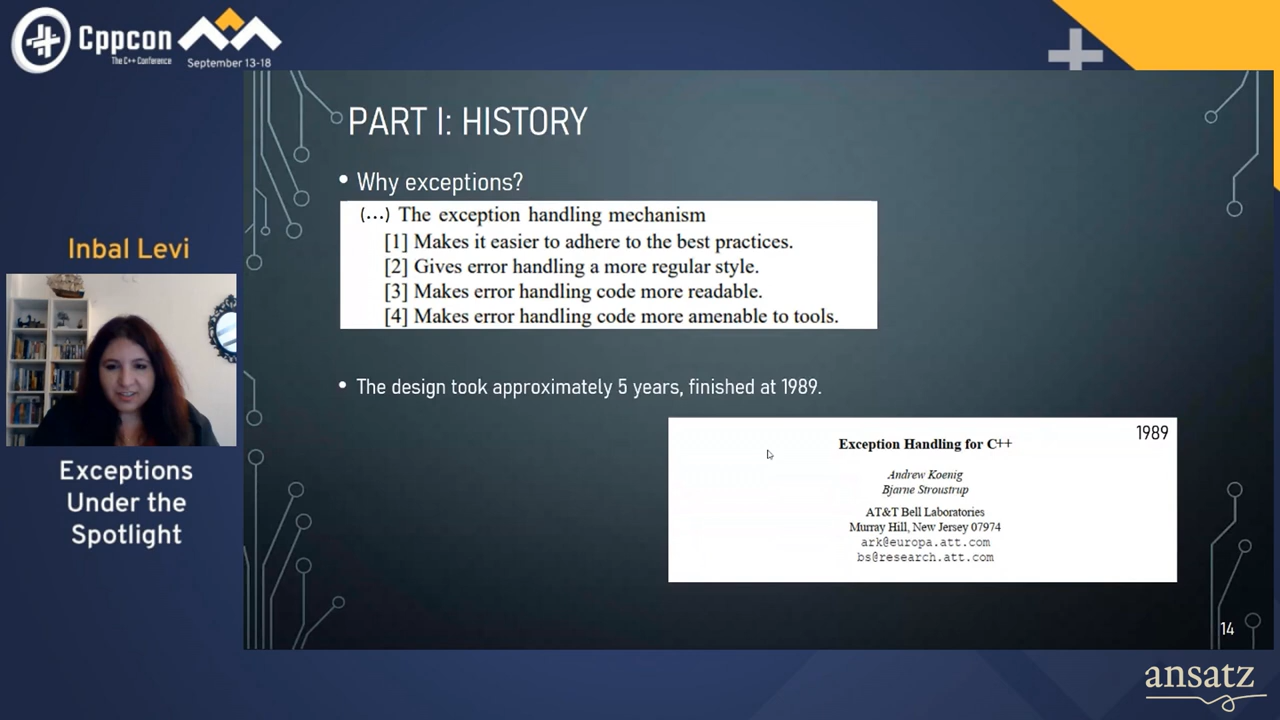 Cppcon
The C++ Conference
September 13-18
PART I: HISTORY
• Why exceptions?
(...) The exception handling mechanism
[1] Makes it easier to adhere to the best practices.
[2] Gives error handling a more regular style.
[3] Makes error handling code more readable.
[4] Makes error handling code more amenable to tools.
• The design took approximately 5 years, finished at 1989.
1989
Exception Handling for C++
Andrew Koenig
Bjarne Stroustrup
AT&T Bell Laboratories
Murray Hill, New Jersey 07974
ark@europa.att.com
bs@research.att.com
14
Inbal Levi
Exceptions
Under the
Spotlight
ansatz